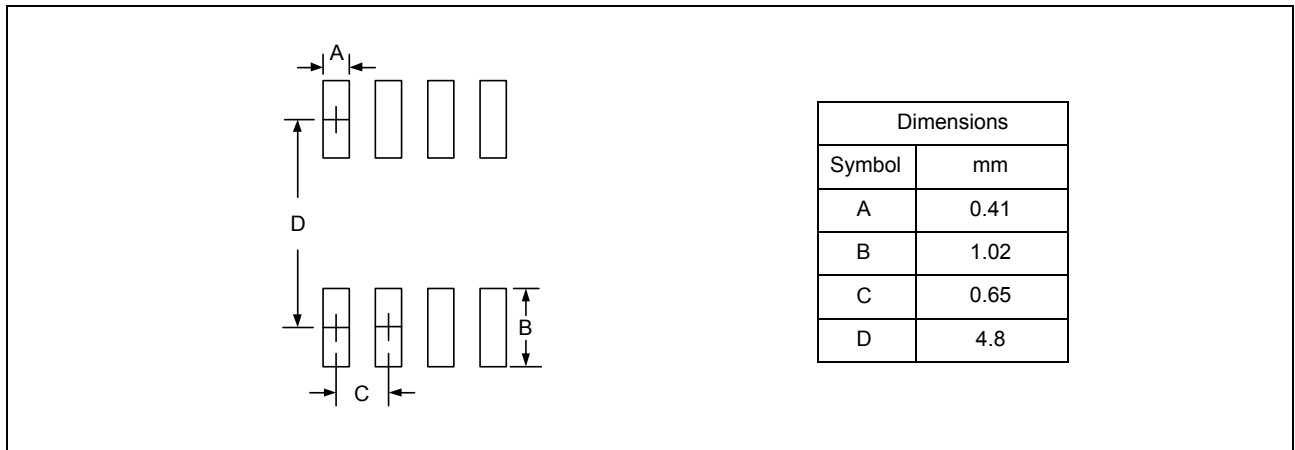 A
D
B
C
Dimensions
Symbol mm
A 0.41
B 1.02
C 0.65
D 4.8